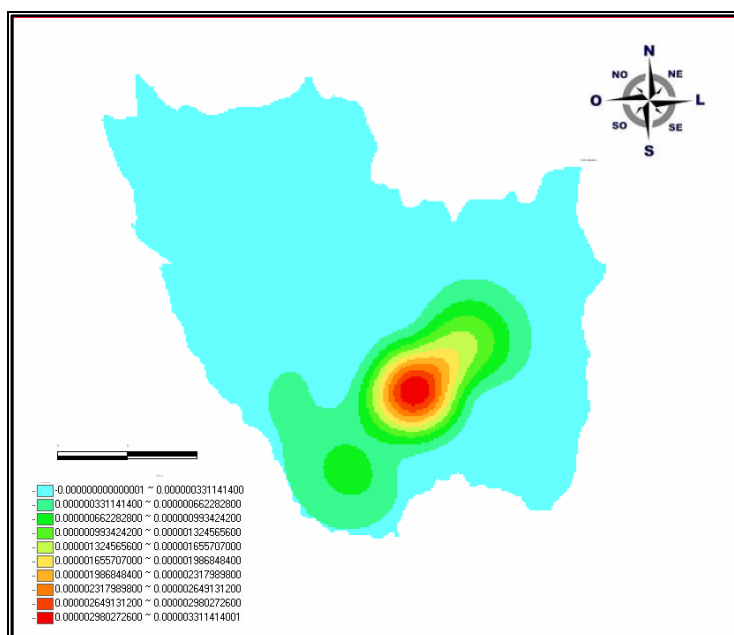 N
NO NE
O L
SO SE
S
-0.000000000000001 ~ 0.000000331141400
0.000000331141400 ~ 0.000000662282800
0.000000662282800 ~ 0.000000993424200
0.000000993424200 ~ 0.000001324565600
0.000001324565600 ~ 0.000001655707000
0.000001655707000 ~ 0.000001986848400
0.000001986848400 ~ 0.000002317989800
0.000002317989800 ~ 0.000002649131200
0.000002649131200 ~ 0.000002980272600
0.000002980272600 ~ 0.000003311414001